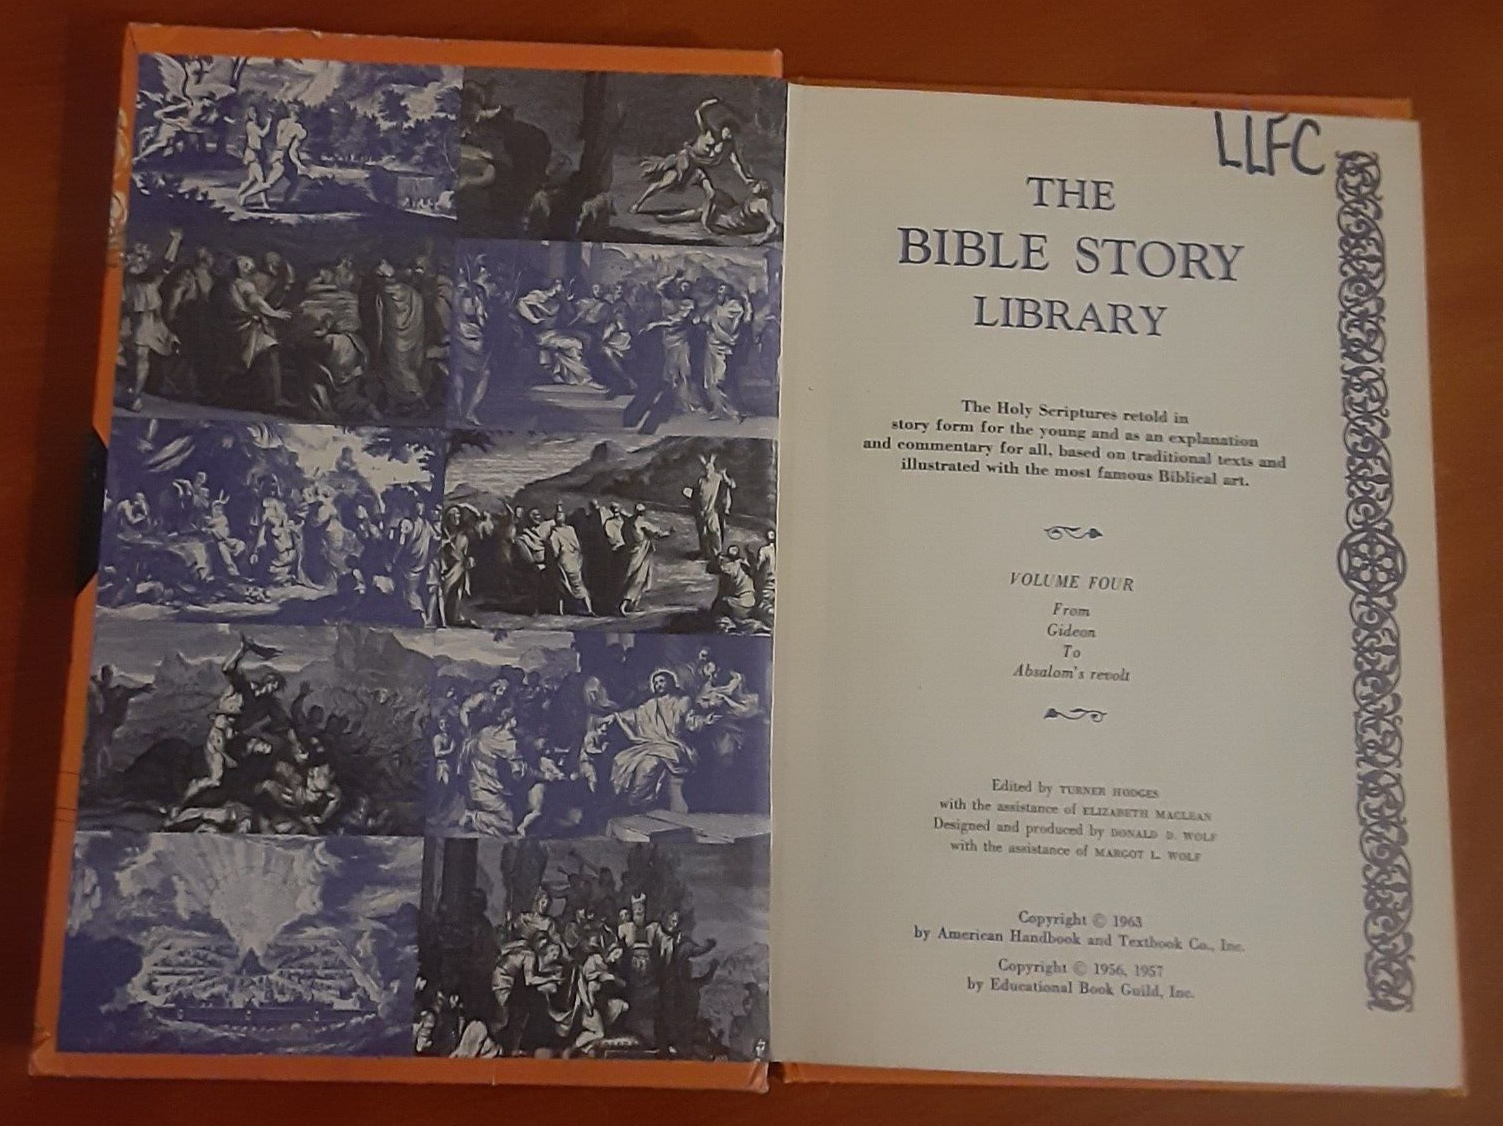 LLFC
THE
BIBLE STORY
LIBRARY
The Holy Scriptures retold in
story form for the young and as an explanation
and commentary for all, based on traditional texts and
illustrated with the most famous Biblical art.
VOLUME FOUR
From
Gideon
To
Absalom's revolt
Edited by TURNER HODGES
with the assistance of ELIZABETH MACLEAN
Designed and produced by DONALD D. WOLF
with the assistance of MARGOT L. WOLF
Copyright © 1963
by American Handbook and Textbook Co., Inc.
Copyright © 1956, 1957
by Educational Book Guild, Inc.